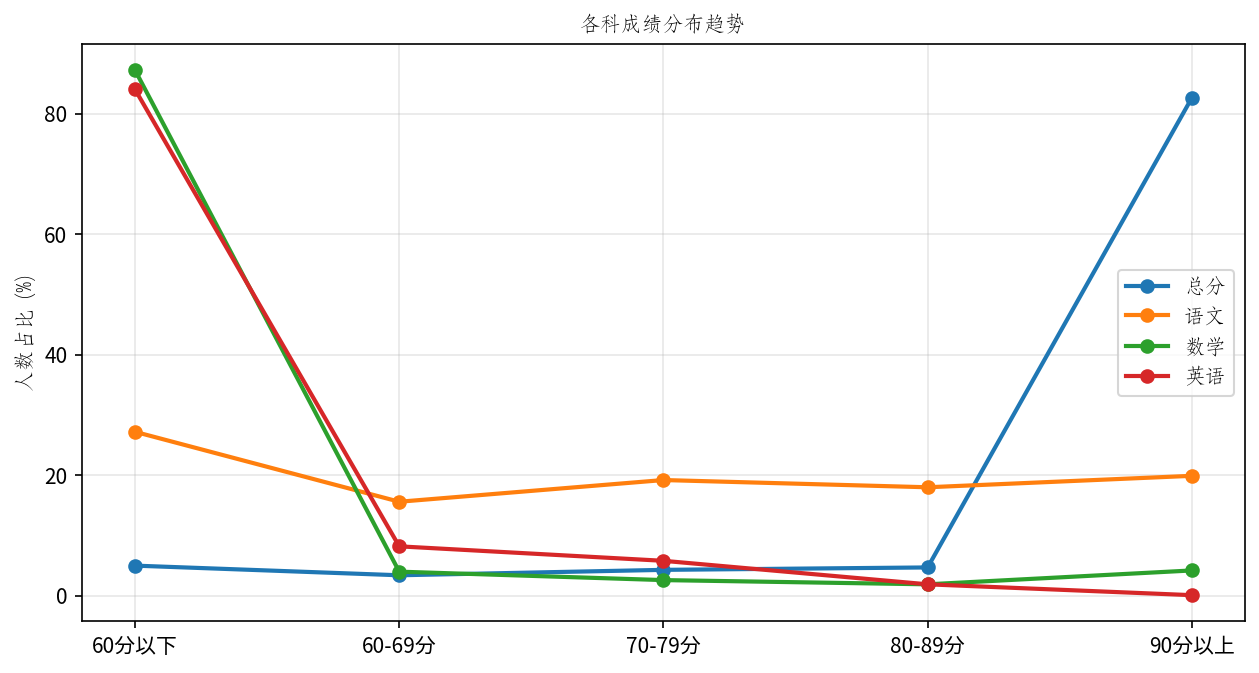 各科成绩分布趋势
人数占比 (%)
80
60
40
20
0
60分以下
60-69分
70-79分
80-89分
90分以上
总分
语文
数学
英语